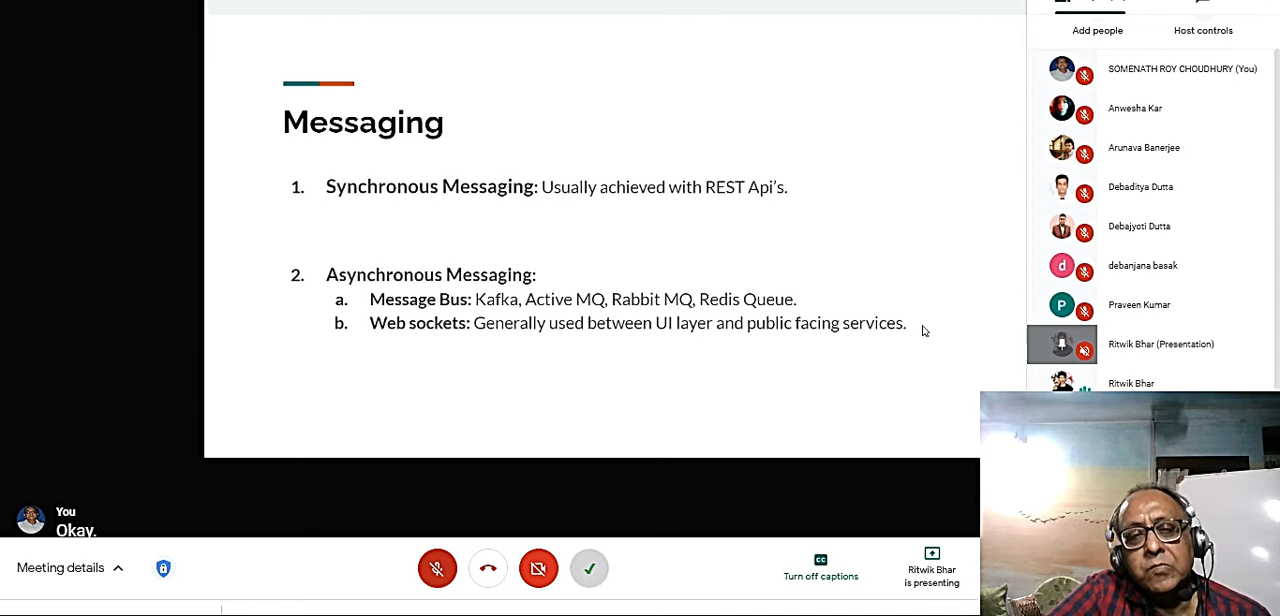 Add people
Host controls
Messaging
1. Synchronous Messaging: Usually achieved with REST Api's.
2. Asynchronous Messaging:
a. Message Bus: Kafka, Active MQ, Rabbit MQ, Redis Queue.
b. Web sockets: Generally used between UI layer and public facing services.
SOMENATH ROY CHOUDHURY (You)
Anwesha Kar
Arunava Banerjee
Debaditya Dutta
Debajyoti Dutta
d
debanjana basak
P
Praveen Kumar
Ritwik Bhar (Presentation)
Ritwik Bhar
You
Okay.
Meeting details
CC
Turn off captions
Ritwik Bhar
is presenting